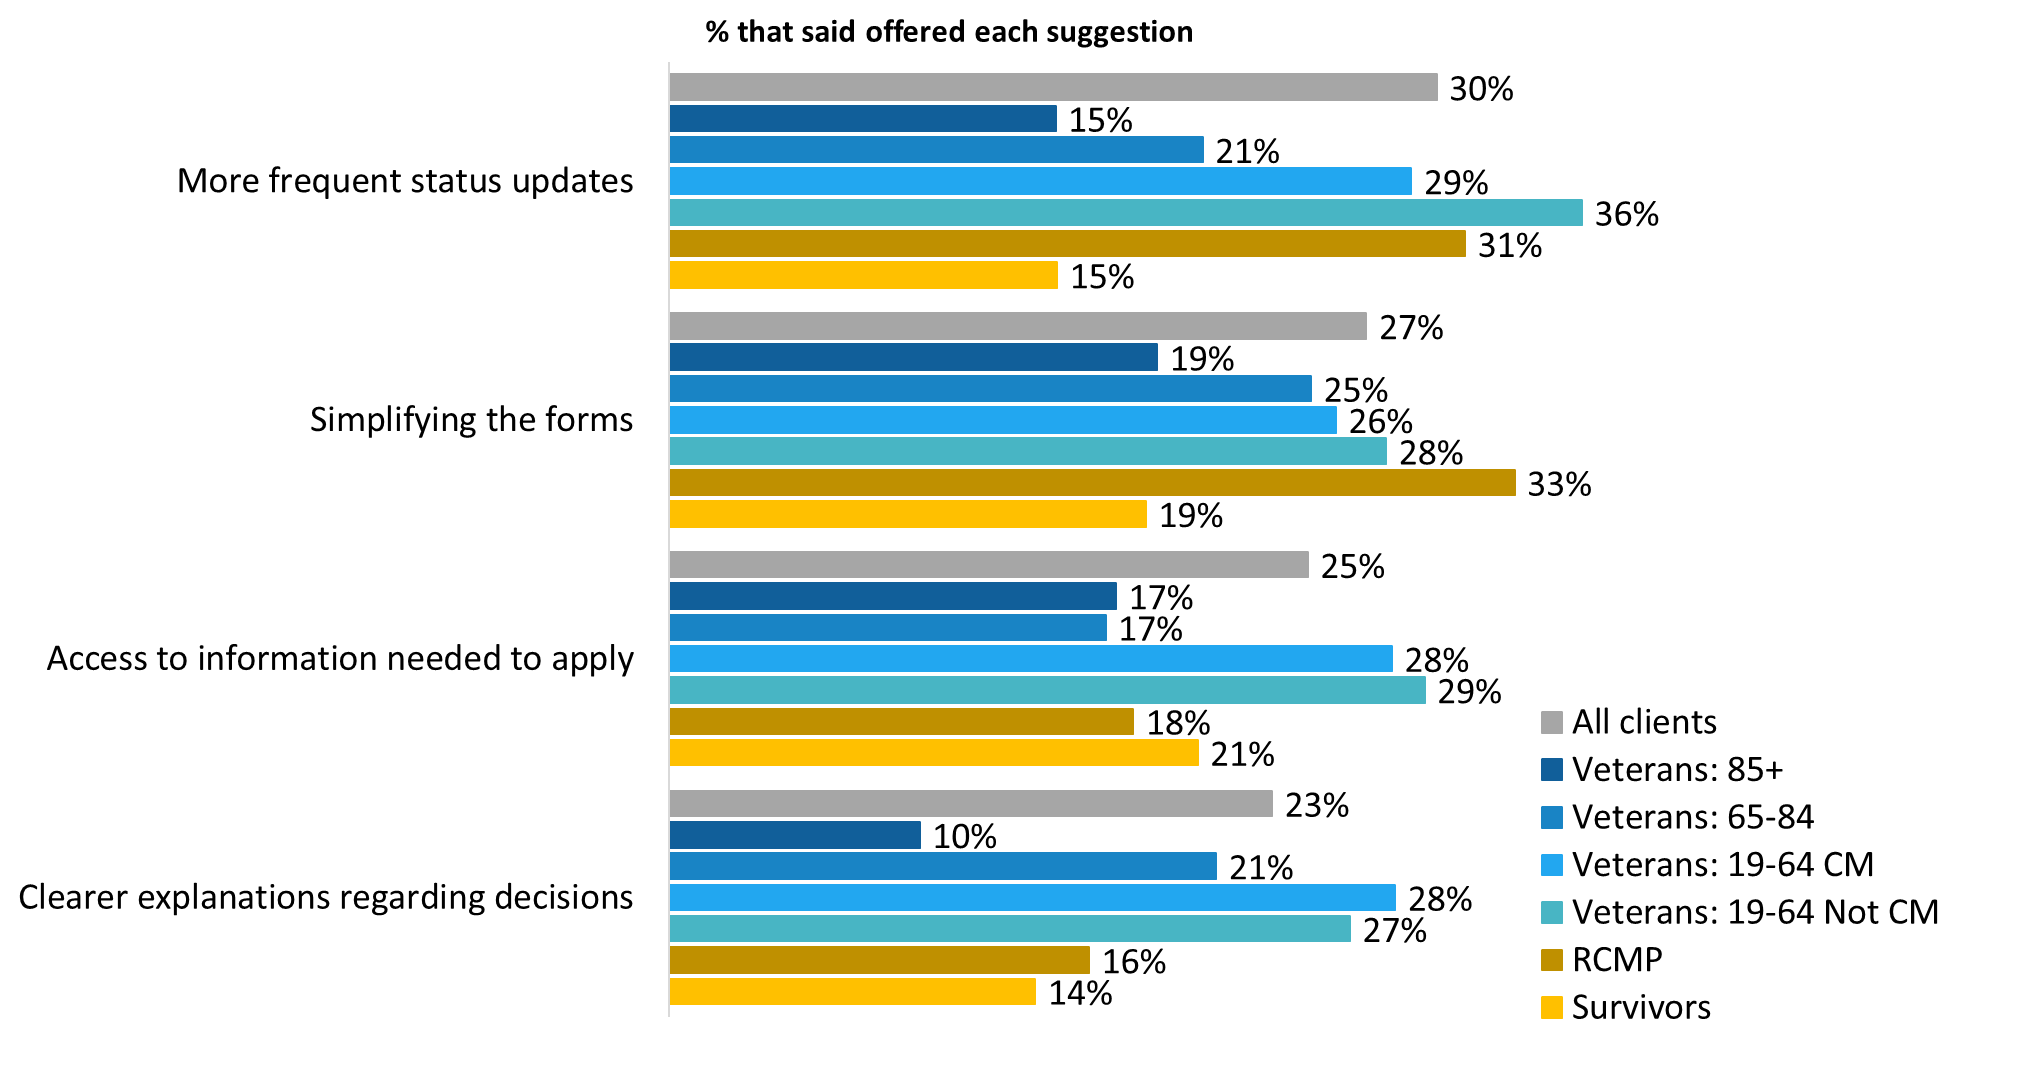 % that said offered each suggestion
More frequent status updates
30%
15%
21%
29%
36%
31%
15%
Simplifying the forms
27%
19%
25%
26%
28%
33%
19%
Access to information needed to apply
25%
17%
17%
28%
29%
18%
21%
Clearer explanations regarding decisions
23%
10%
21%
28%
27%
16%
14%
All clients
Veterans: 85+
Veterans: 65-84
Veterans: 19-64 CM
Veterans: 19-64 Not CM
RCMP
Survivors